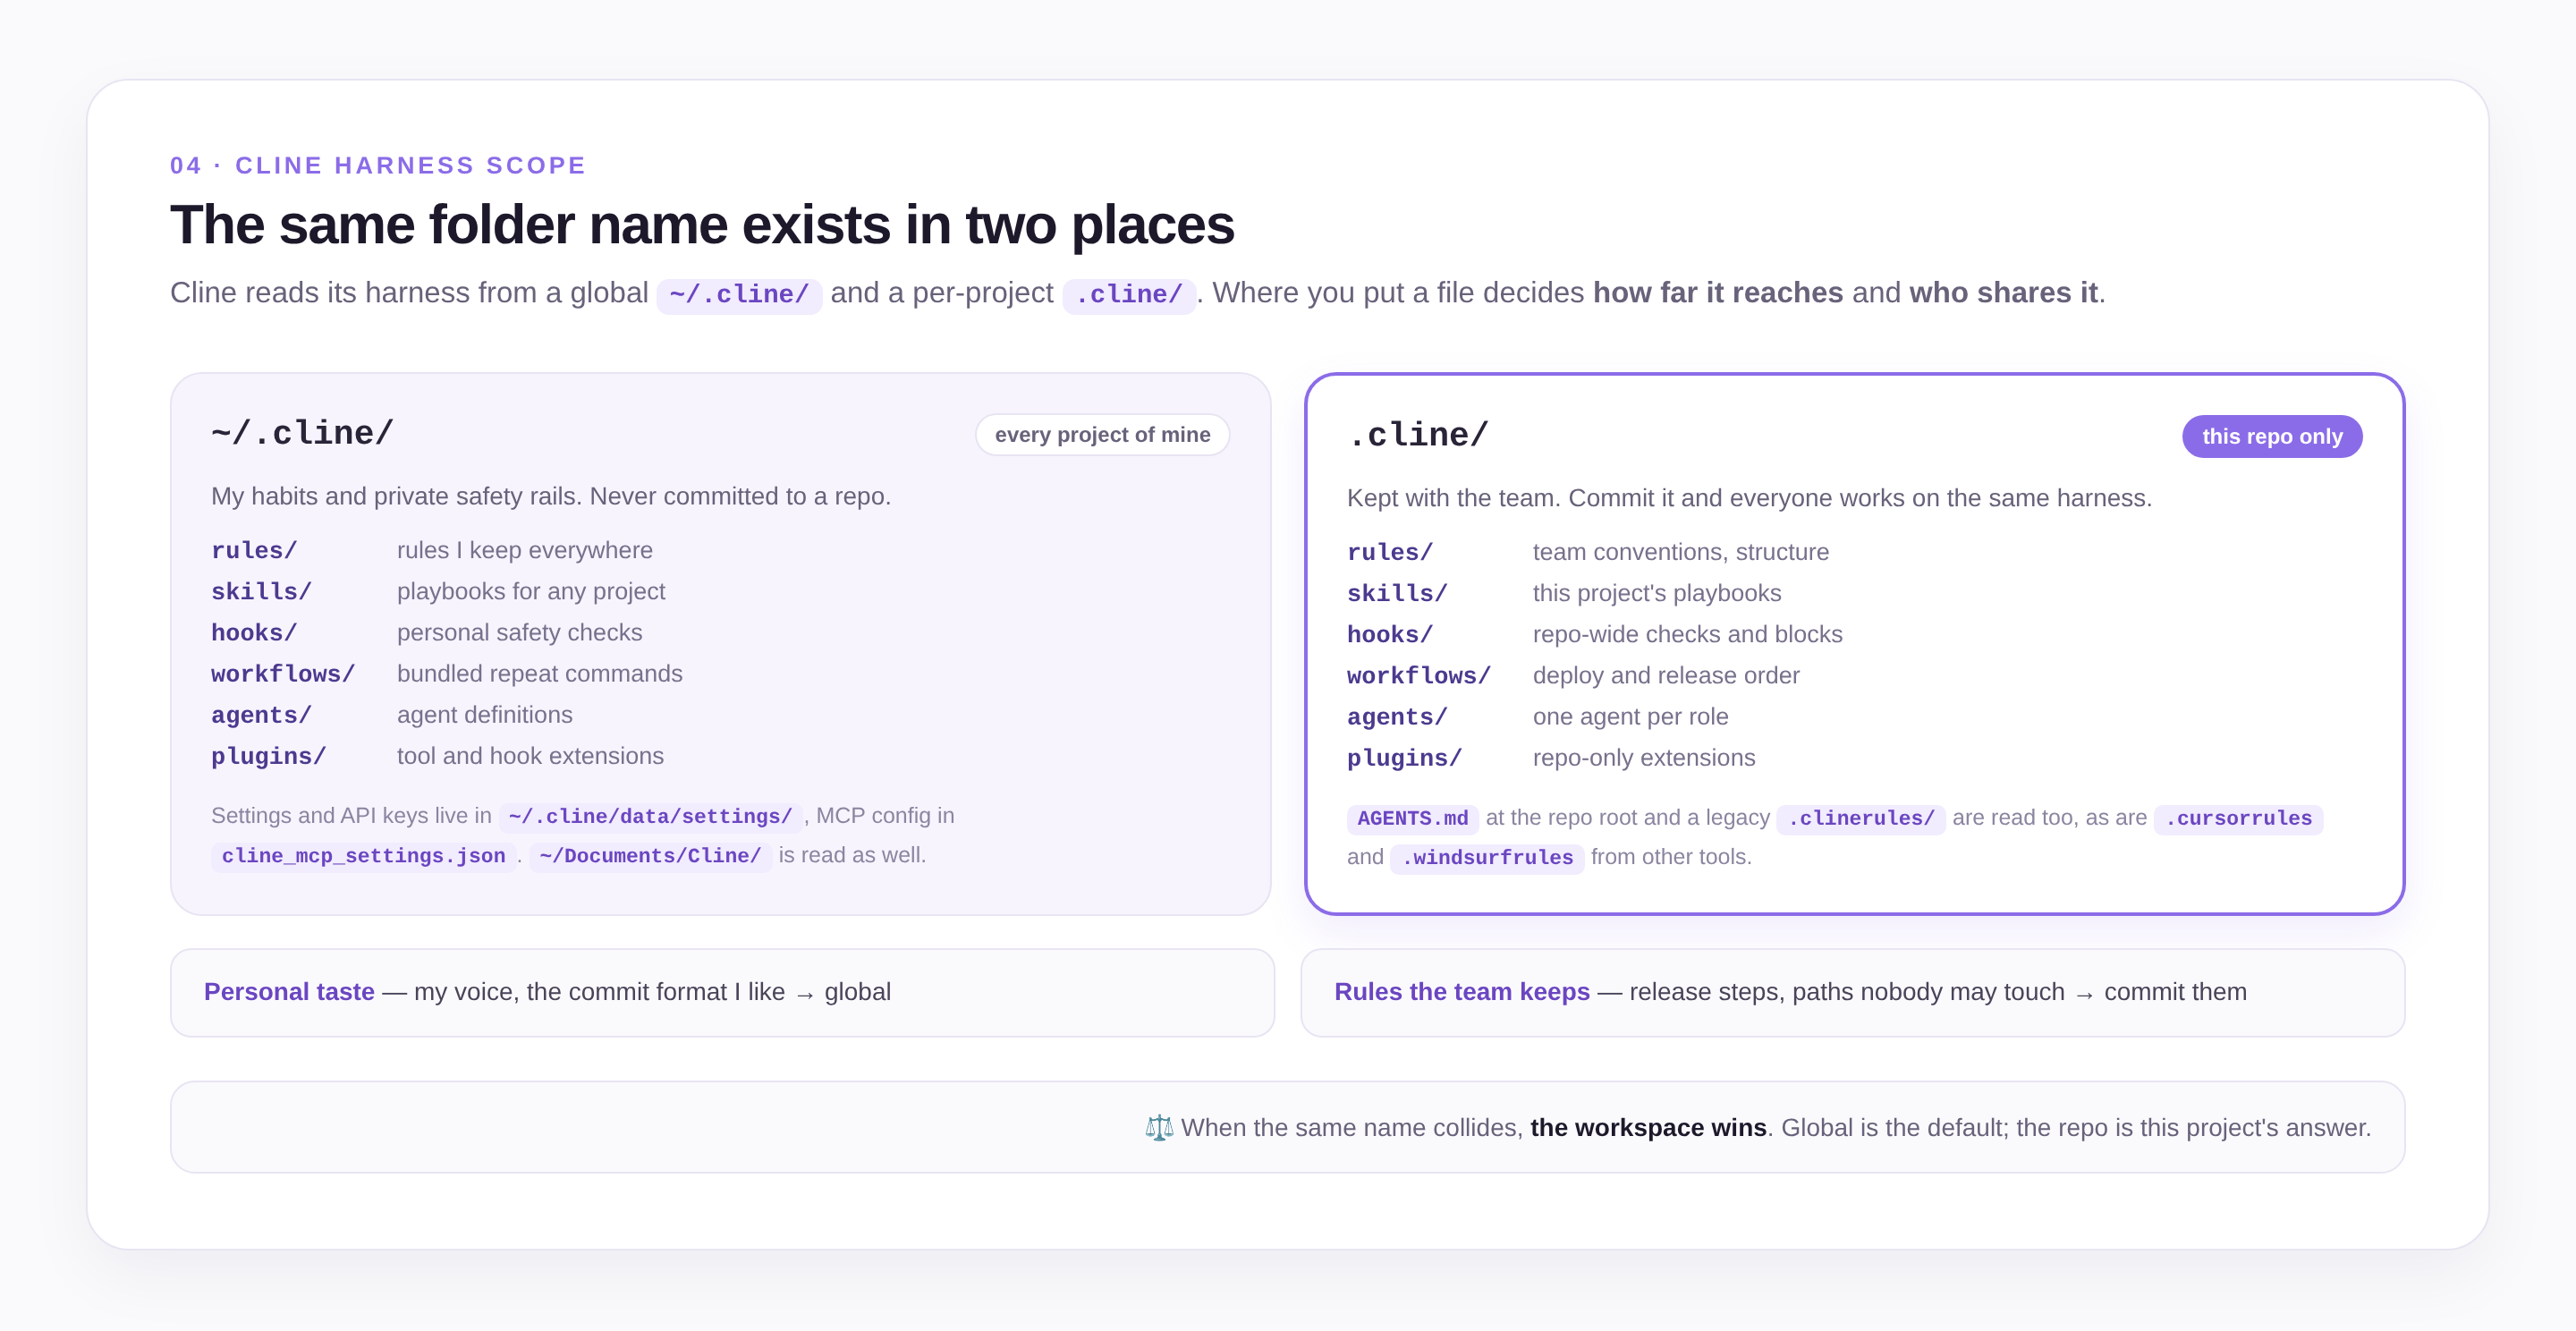 04 · CLINE HARNESS SCOPE
The same folder name exists in two places
Cline reads its harness from a global ~/.cline/ and a per-project .cline/. Where you put a file decides how far it reaches and who shares it.
~/.cline/
every project of mine
My habits and private safety rails. Never committed to a repo.
rules/ rules I keep everywhere
skills/ playbooks for any project
hooks/ personal safety checks
workflows/ bundled repeat commands
agents/ agent definitions
plugins/ tool and hook extensions
Settings and API keys live in ~/.cline/data/settings/, MCP config in
cline_mcp_settings.json. ~/Documents/Cline/ is read as well.
.cline/
this repo only
Kept with the team. Commit it and everyone works on the same harness.
rules/ team conventions, structure
skills/ this project's playbooks
hooks/ repo-wide checks and blocks
workflows/ deploy and release order
agents/ one agent per role
plugins/ repo-only extensions
AGENTS.md at the repo root and a legacy .clinerules/ are read too, as are .cursorrules
and .windsurfrules from other tools.
Personal taste — my voice, the commit format I like → global
Rules the team keeps — release steps, paths nobody may touch → commit them
⚖️ When the same name collides, the workspace wins. Global is the default; the repo is this project's answer.